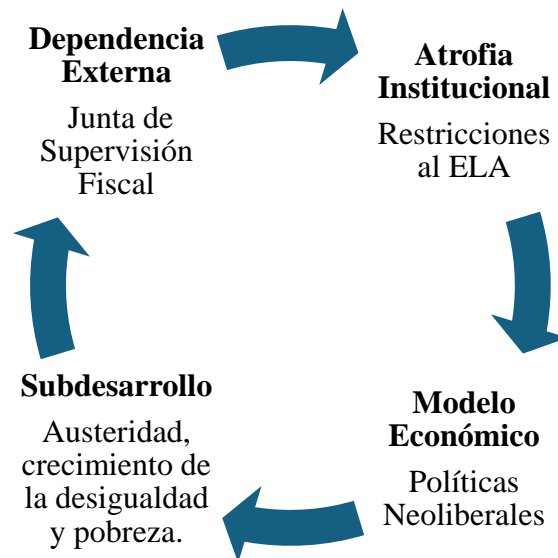 Dependencia
Externa
Junta de
Supervisión
Fiscal
Atrofia
Institucional
Restricciones
al ELA
Modelo
Económico
Políticas
Neoliberales
Subdesarrollo
Austeridad,
crecimiento de
la desigualdad
y pobreza.